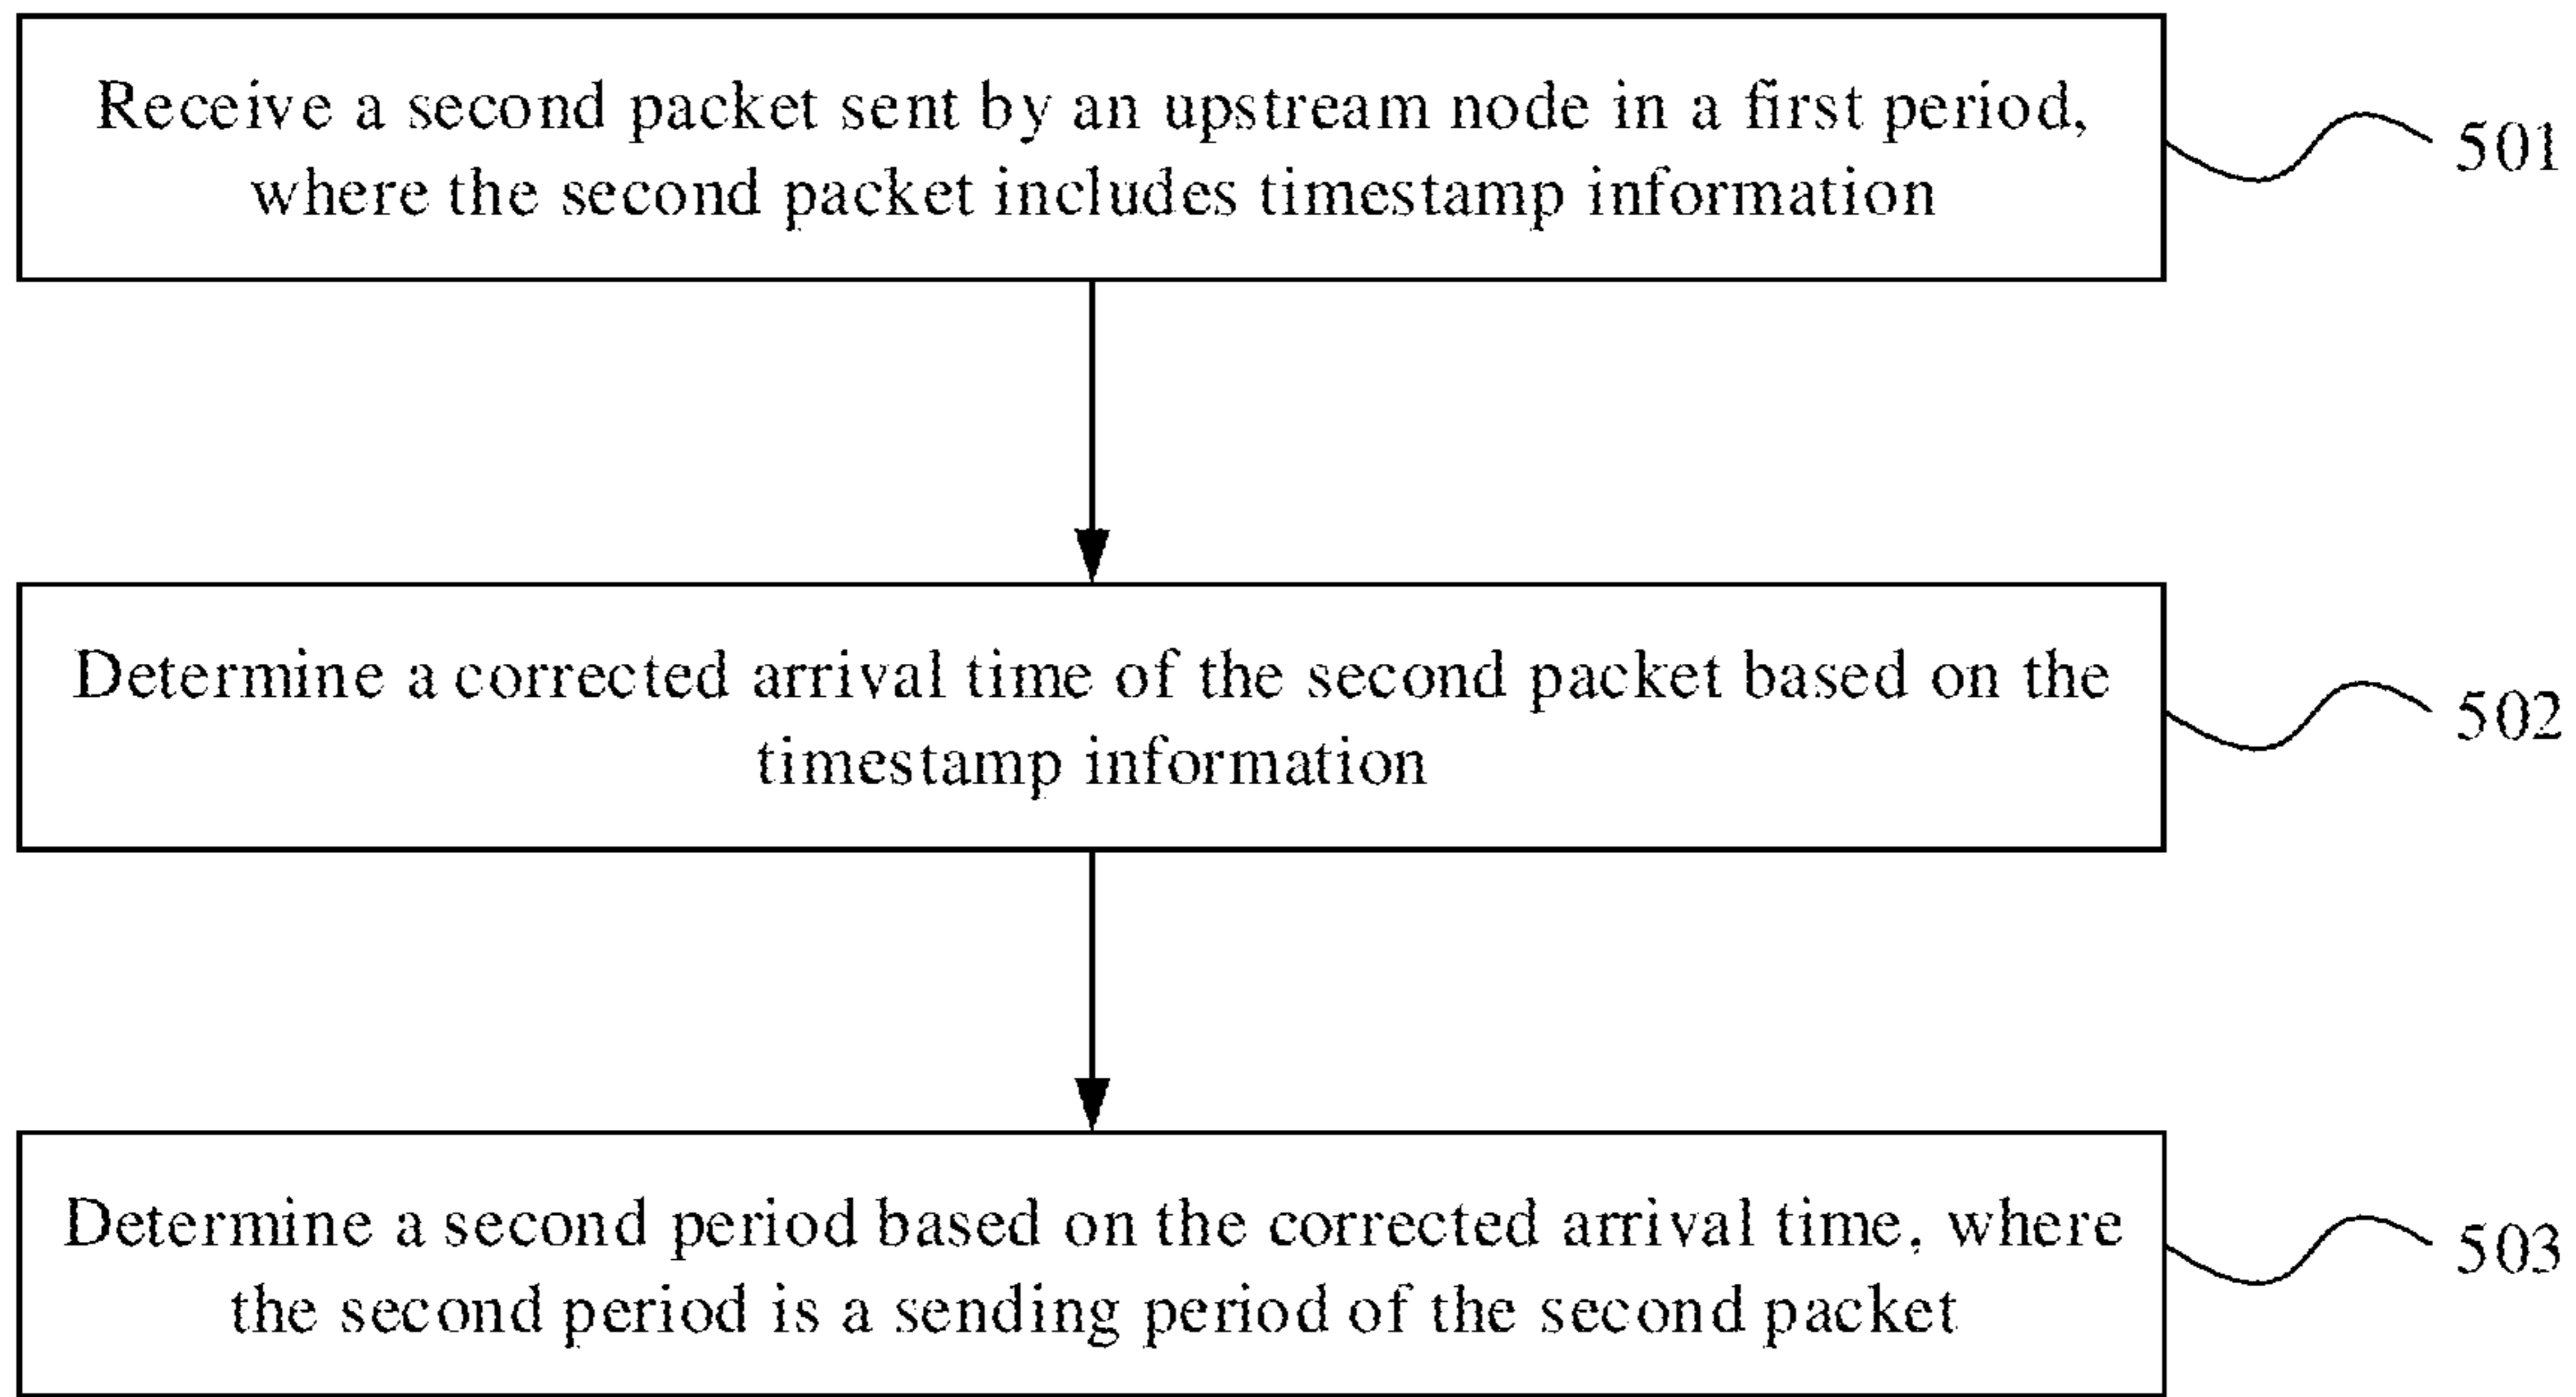 Receive a second packet sent by an upstream node in a first period,
where the second packet includes timestamp information
501
Determine a corrected arrival time of the second packet based on the
timestamp information
502
Determine a second period based on the corrected arrival time, where
the second period is a sending period of the second packet
503